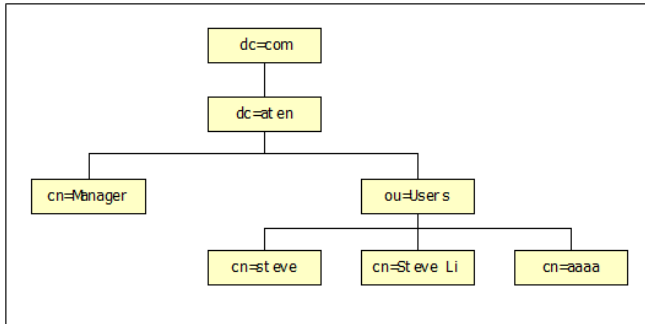 dc=com
dc=aten
cn=Manager
ou=Users
cn=steve
cn=Steve Li
cn=aaaa